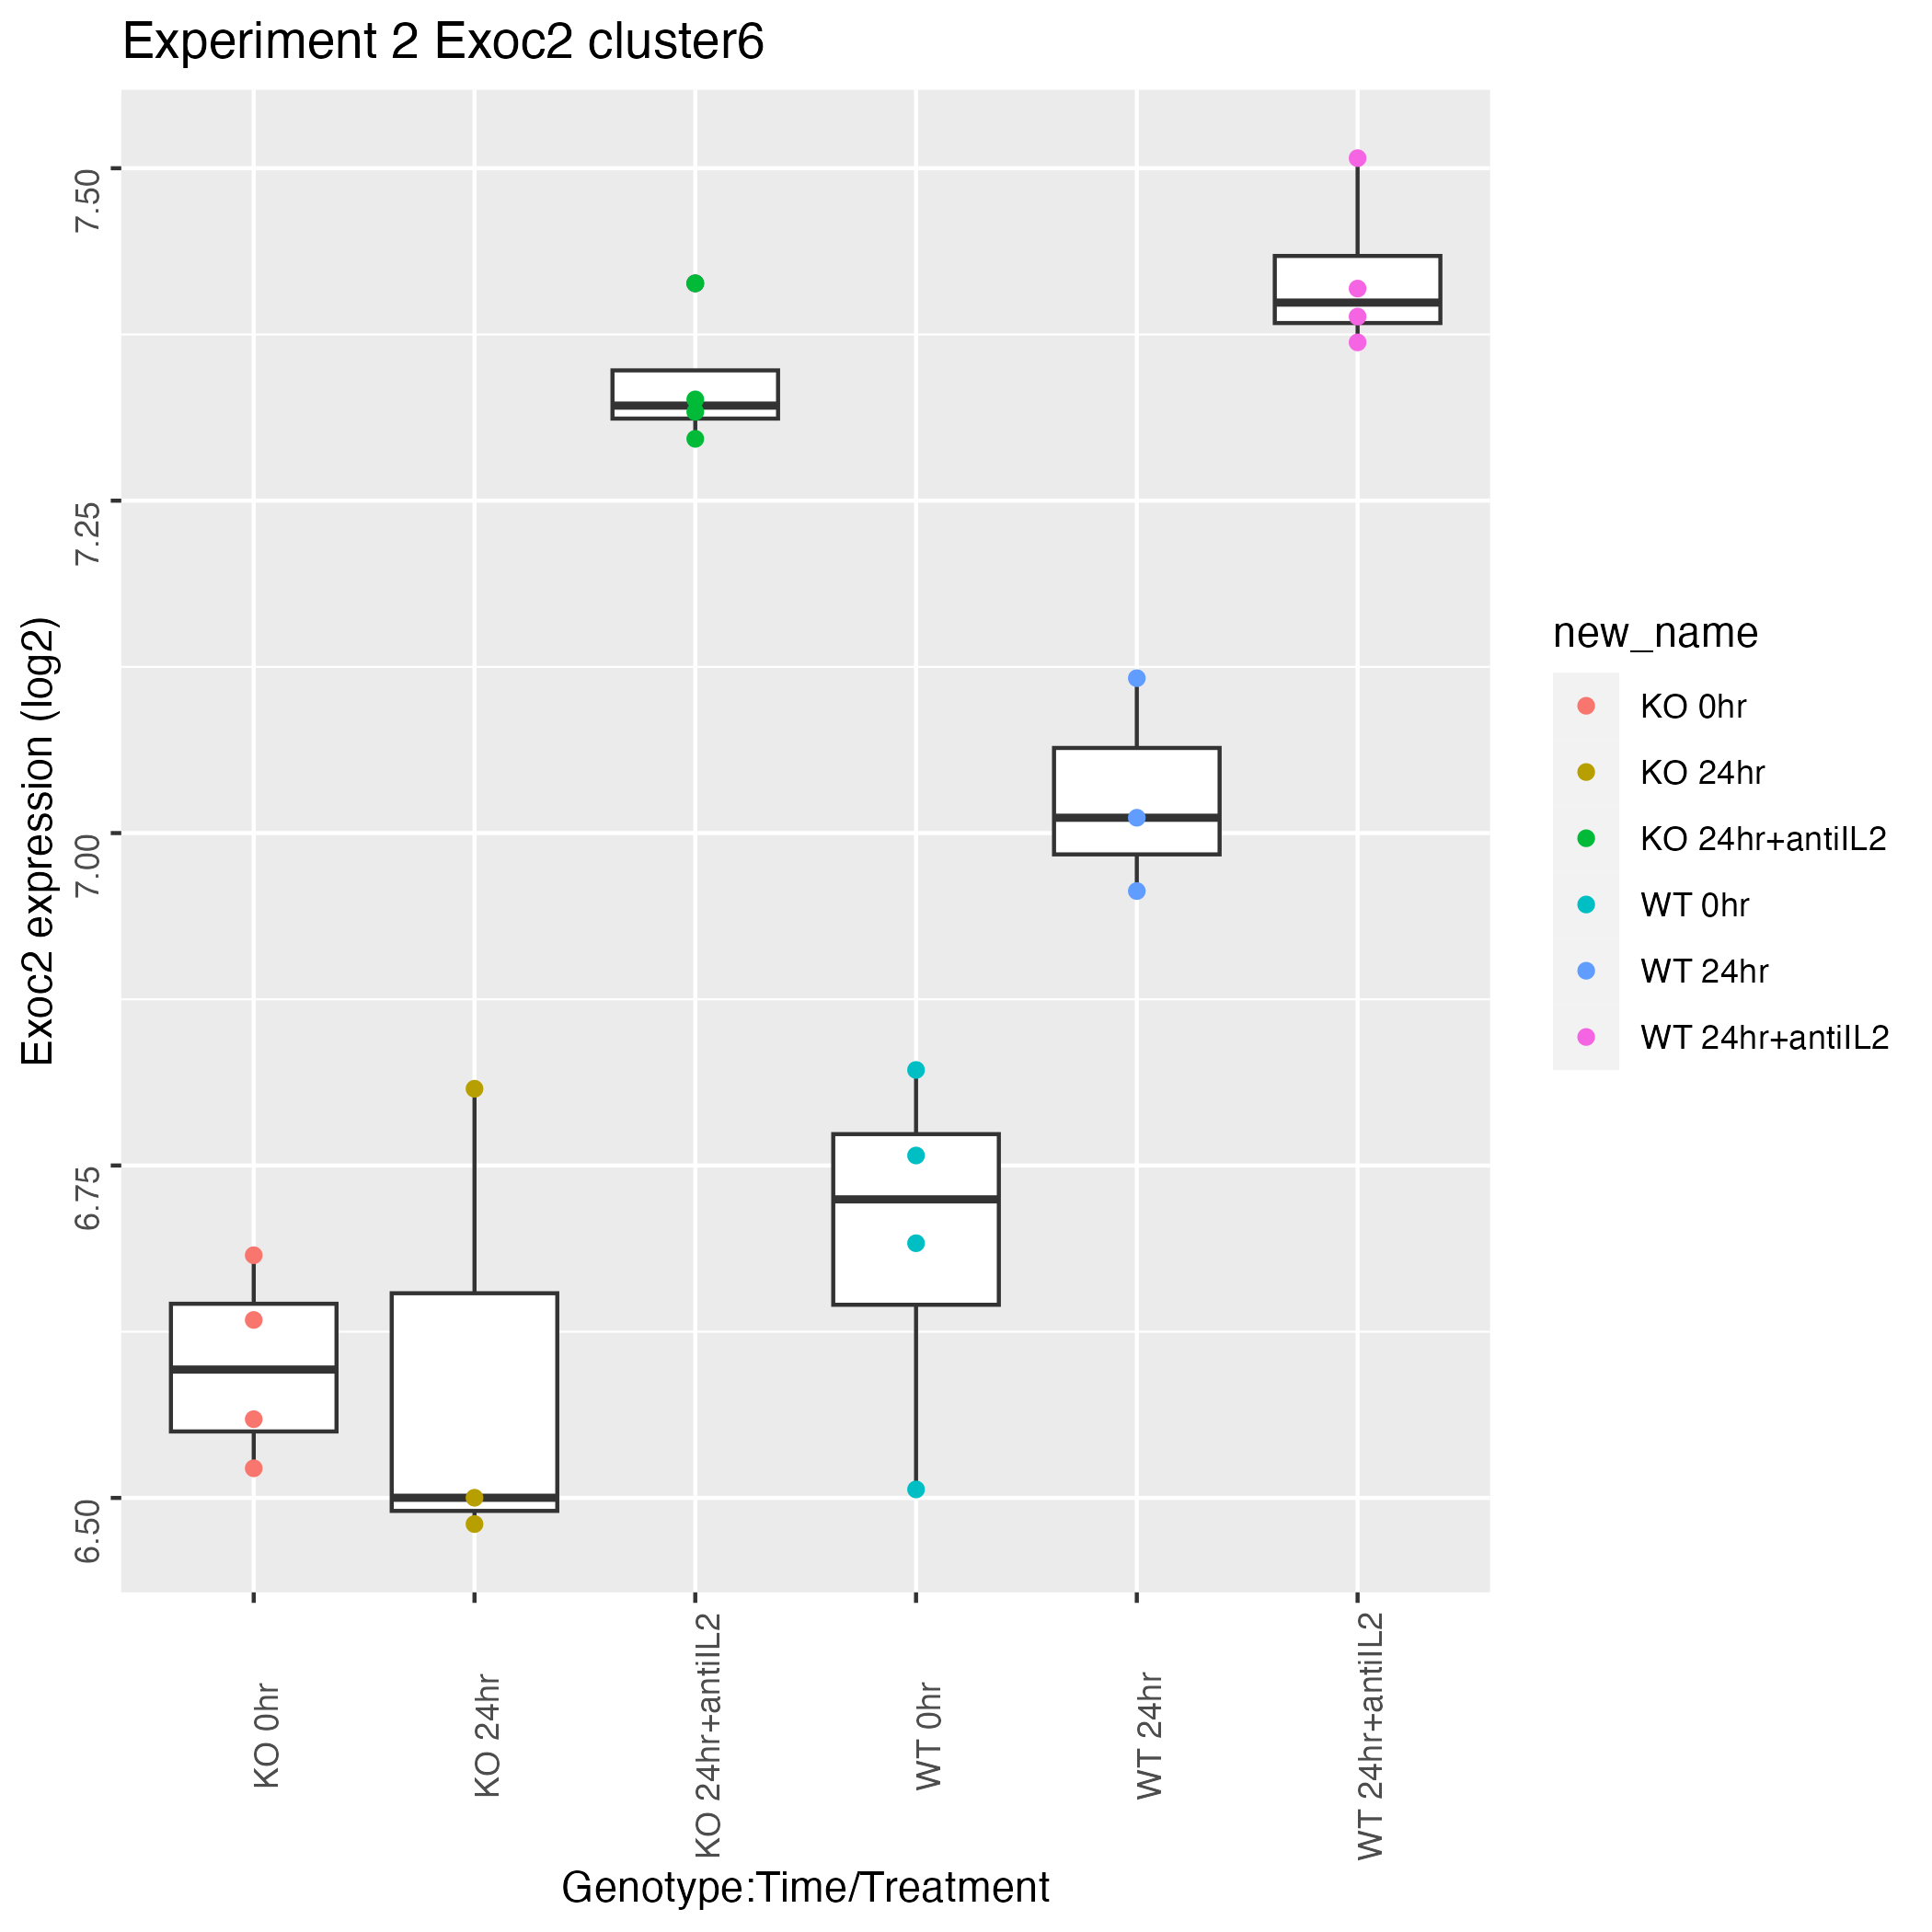 Experiment 2 Exoc2 cluster6
7.50
7.25
7.00
6.75
6.50
Exoc2 expression (log2)
KO 0hr
KO 24hr
KO 24hr+antiIL2
WT 0hr
WT 24hr
WT 24hr+antiIL2
Genotype:Time/Treatment
new_name
KO 0hr
KO 24hr
KO 24hr+antiIL2
WT 0hr
WT 24hr
WT 24hr+antiIL2